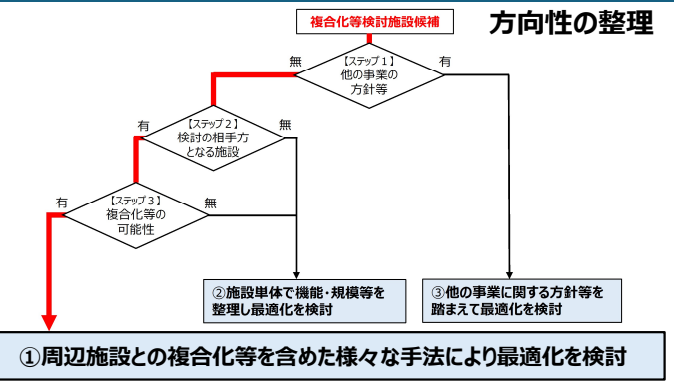 方向性の整理
複合化等検討施設候補
【ステップ1】
他の事業の
方針等
無
有
【ステップ2】
検討の相手方
となる施設
有
無
【ステップ3】
複合化等の
可能性
有
無
②施設単体で機能・規模等を
整理し最適化を検討
③他の事業に関する方針等を
踏まえて最適化を検討
①周辺施設との複合化等を含めた様々な手法により最適化を検討